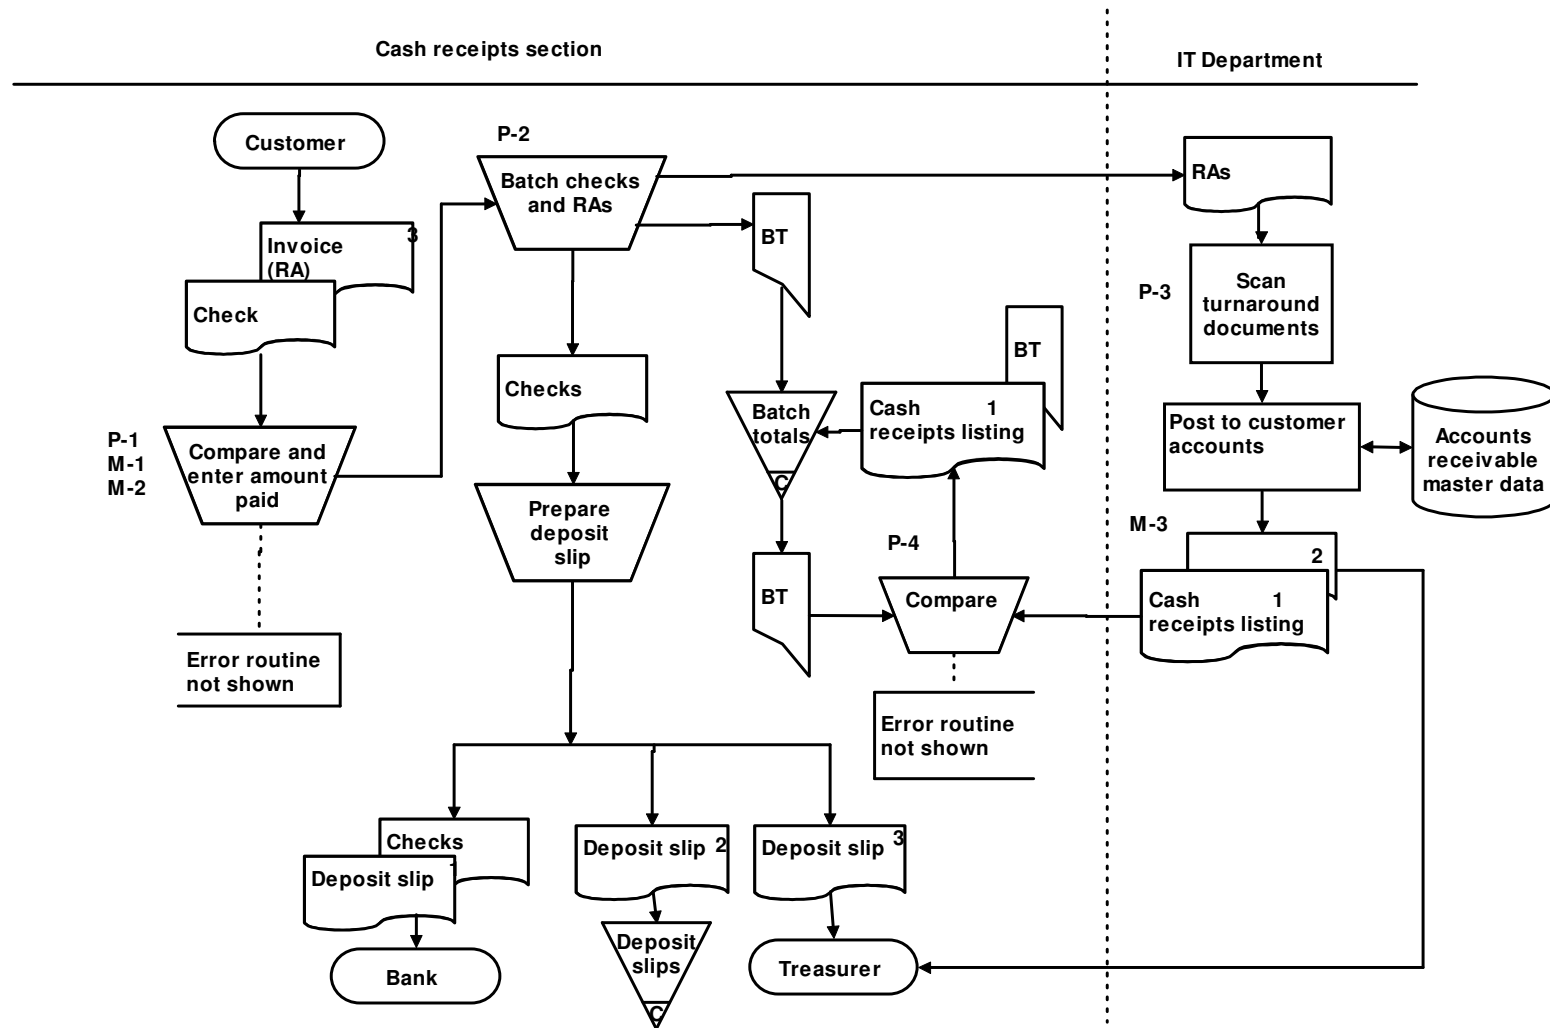 Cash receipts section
IT Department
Customer
P-2
Batch checks
and RAs
RAs
Invoice
3
(RA)
Check
BT
P-3
Scan
turnaround
documents
BT
Checks
Batch
totals
C
Cash 1
receipts listing
Post to customer
accounts
Accounts
receivable
master data
P-1
M-1
M-2
Compare and
enter amount
paid
Prepare
deposit
slip
P-4
M-3
2
BT
Compare
Cash 1
receipts listing
Error routine
not shown
Error routine
not shown
Checks
Deposit slip
Deposit slip 2
Deposit slip 3
Deposit
slips
C
Bank
Treasurer